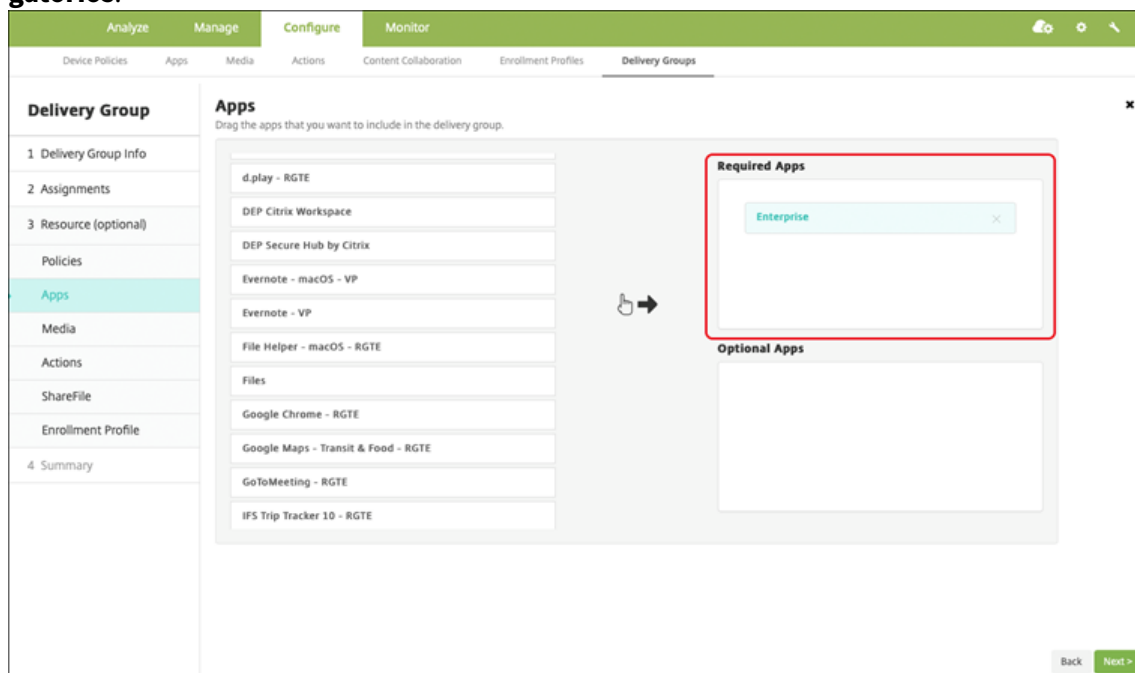 gatorios.
Analyze Manage Configure Monitor
Device Policies Apps Media Actions Content Collaboration Enrollment Profiles Delivery Groups
Delivery Group
1 Delivery Group Info
2 Assignments
3 Resource (optional)
Policies
Apps
Media
Actions
ShareFile
Enrollment Profile
4 Summary
Apps
Drag the apps that you want to include in the delivery group.
d.play - RGTE
DEP Citrix Workspace
DEP Secure Hub by Citrix
Evernote - macOS - VP
Evernote - VP
File Helper - macOS - RGTE
Files
Google Chrome - RGTE
Google Maps - Transit & Food - RGTE
GoToMeeting - RGTE
IFS Trip Tracker 10 - RGTE
Required Apps
Enterprise
Optional Apps
Back Next >